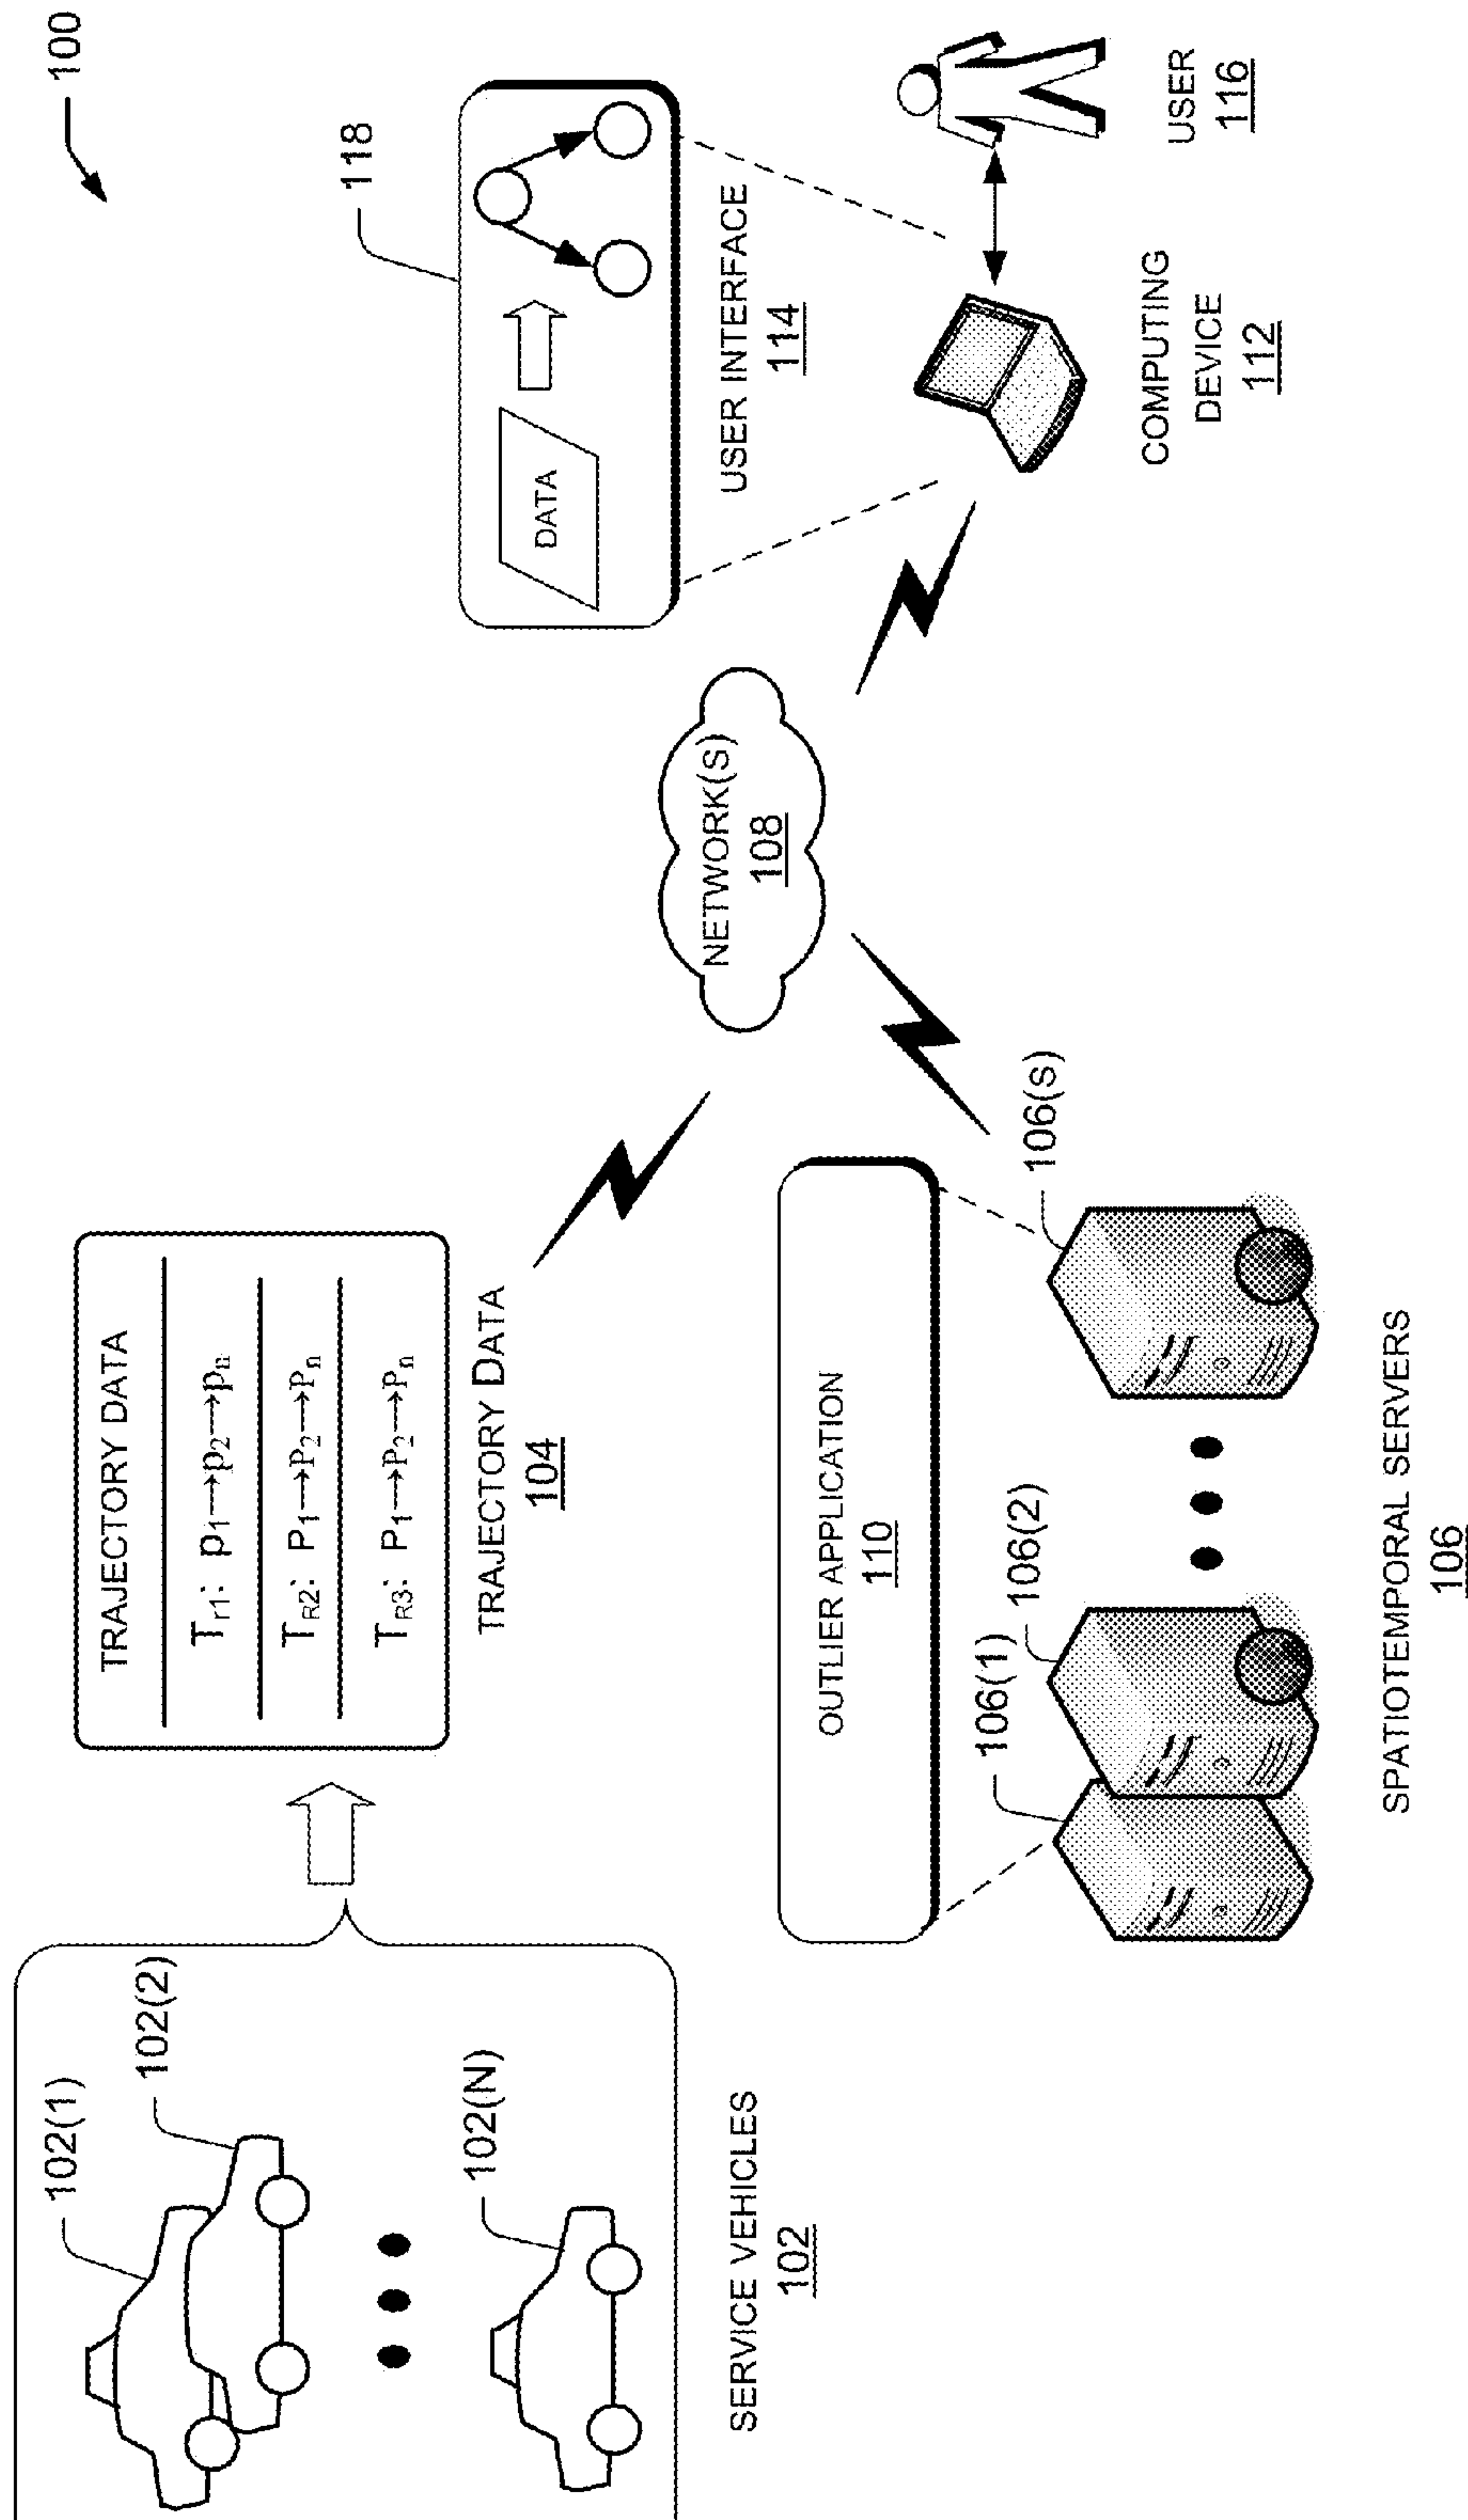 100
102(1)
102(2)
102(N)
SERVICE VEHICLES
102
TRAJECTORY DATA
Tr1: p1→p2→pn
TR2: P1→P2→Pn
TR3: P1→P2→Pn
TRAJECTORY DATA
104
118
DATA
USER INTERFACE
114
NETWORK(S)
108
OUTLIER APPLICATION
110
106(1)
106(2)
106(s)
SPATIOTEMPORAL SERVERS
106
COMPUTING
DEVICE
112
USER
116